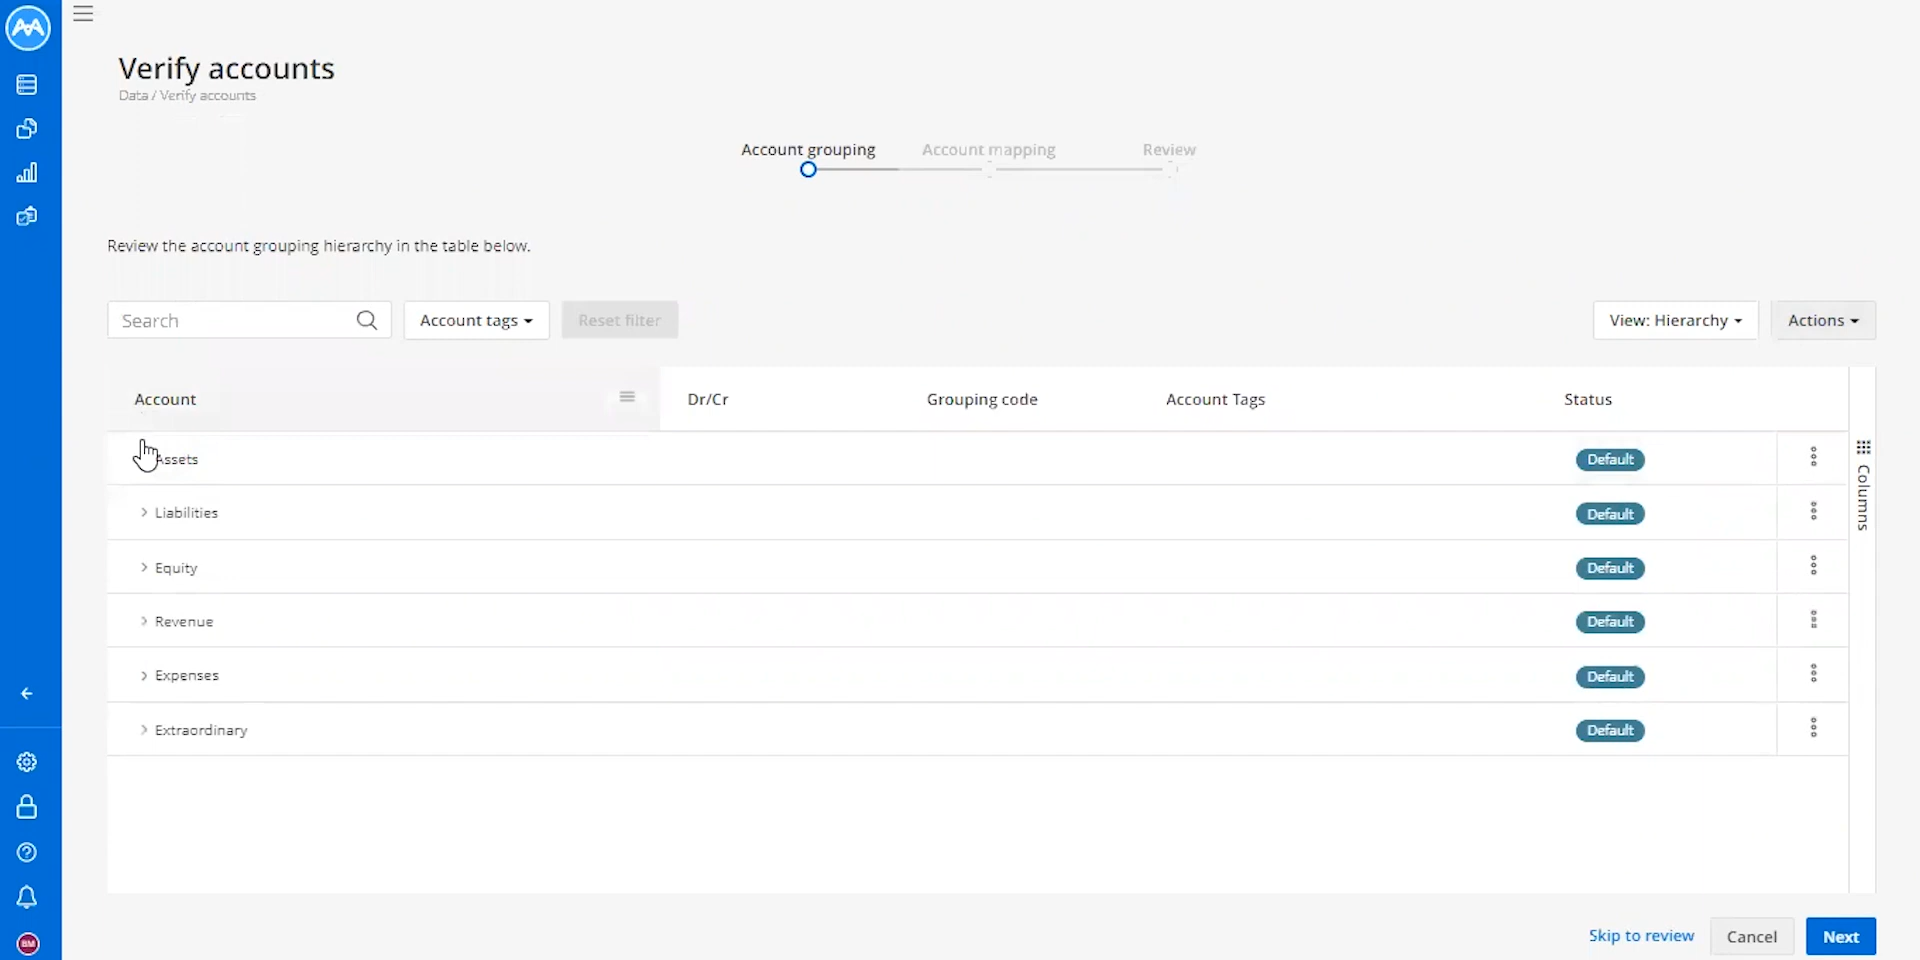 Verify accounts
Data / Verify accounts
Account grouping
Account mapping
Review
Review the account grouping hierarchy in the table below.
Search
Account tags
Reset filter
View: Hierarchy
Actions
Account
Dr/Cr
Grouping code
Account Tags
Status
Assets
Default
Liabilities
Default
Equity
Default
Revenue
Default
Expenses
Default
Extraordinary
Default
Columns
Skip to review
Cancel
Next
BM